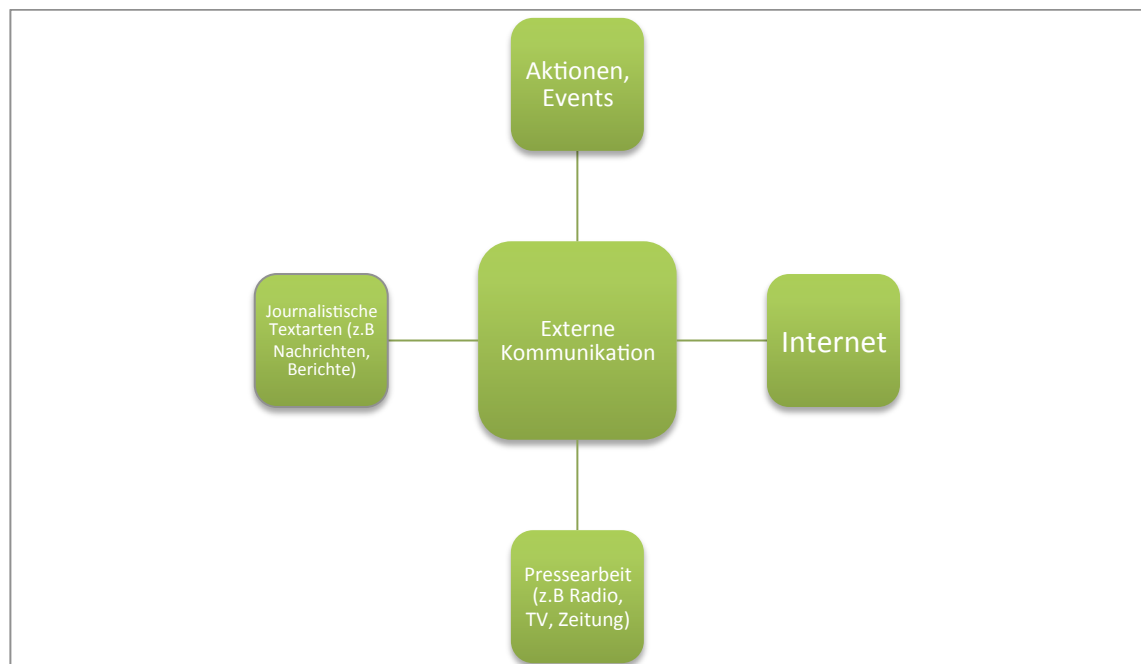 Aktionen,
Events
Journalistische
Textarten (z.B
Nachrichten,
Berichte)
Externe
Kommunikation
Internet
Pressearbeit
(z.B Radio,
TV, Zeitung)